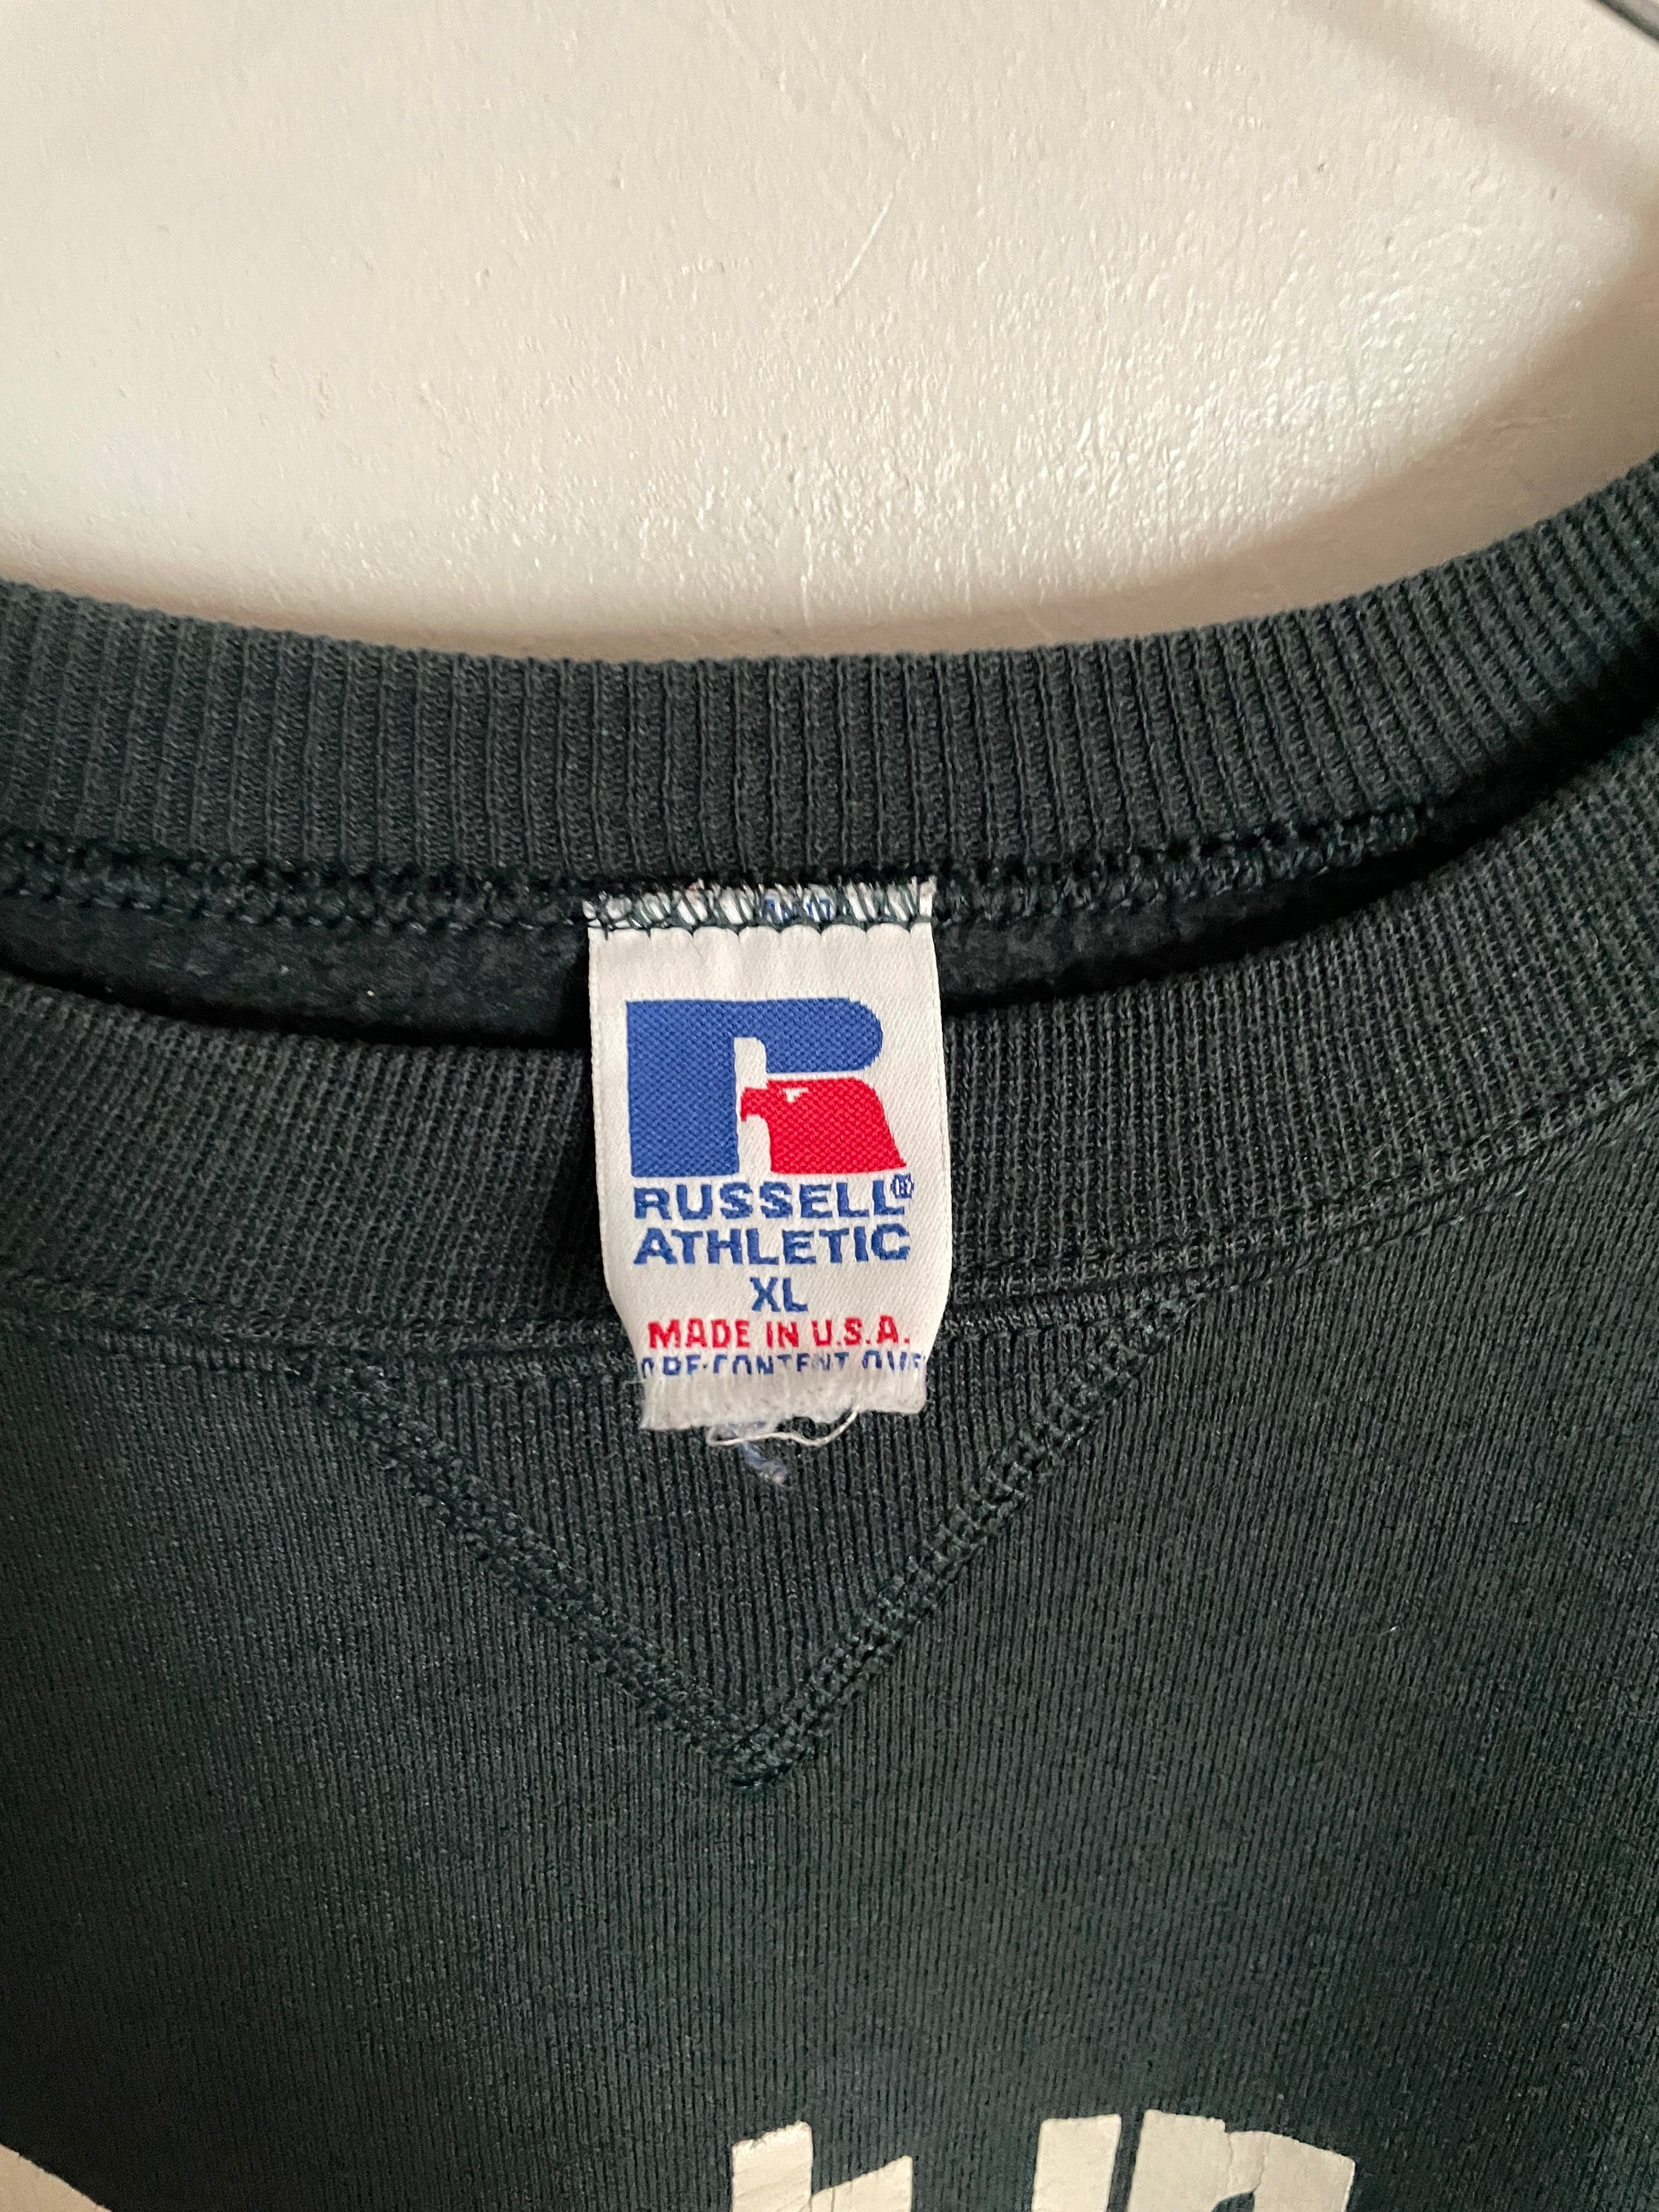 RUSSELL®
ATHLETIC
XL
MADE IN U.S.A.